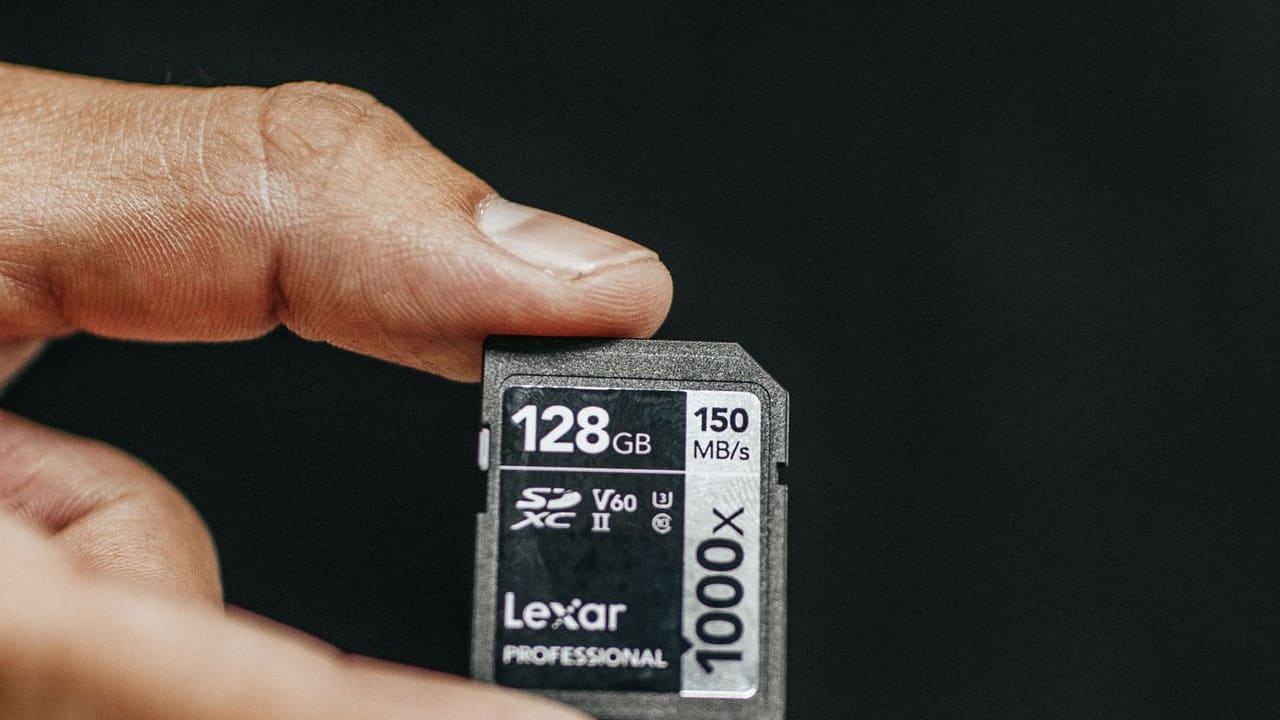 128GB
150
MB/s
SD XC V60 II U3 10
Lexar
PROFESSIONAL
1000x